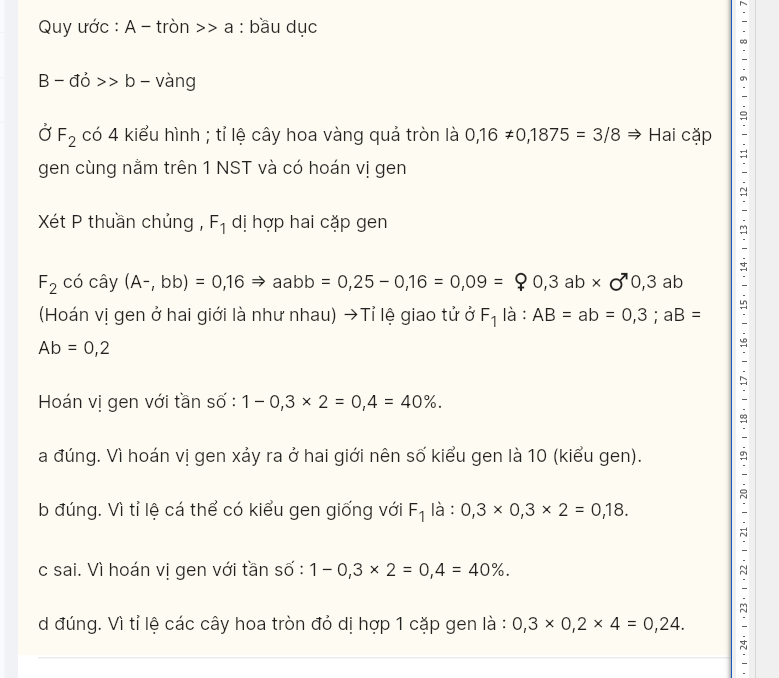 Quy ước : A – tròn >> a : bầu dục
B – đỏ >> b – vàng
Ở F2 có 4 kiểu hình ; tỉ lệ cây hoa vàng quả tròn là 0,16 ≠0,1875 = 3/8 ⇒ Hai cặp
gen cùng nằm trên 1 NST và có hoán vị gen
Xét P thuần chủng , F1 dị hợp hai cặp gen
F2 có cây (A-, bb) = 0,16 ⇒ aabb = 0,25 – 0,16 = 0,09 = ♀ 0,3 ab × ♂ 0,3 ab
(Hoán vị gen ở hai giới là như nhau) →Tỉ lệ giao tử ở F1 là : AB = ab = 0,3 ; aB =
Ab = 0,2
Hoán vị gen với tần số : 1 – 0,3 × 2 = 0,4 = 40%.
a đúng. Vì hoán vị gen xảy ra ở hai giới nên số kiểu gen là 10 (kiểu gen).
b đúng. Vì tỉ lệ cá thể có kiểu gen giống với F1 là : 0,3 × 0,3 × 2 = 0,18.
c sai. Vì hoán vị gen với tần số : 1 – 0,3 × 2 = 0,4 = 40%.
d đúng. Vì tỉ lệ các cây hoa tròn đỏ dị hợp 1 cặp gen là : 0,3 × 0,2 × 4 = 0,24.
7
8
9
10
11
12
13
14
15
16
17
18
19
20
21
22
23
24